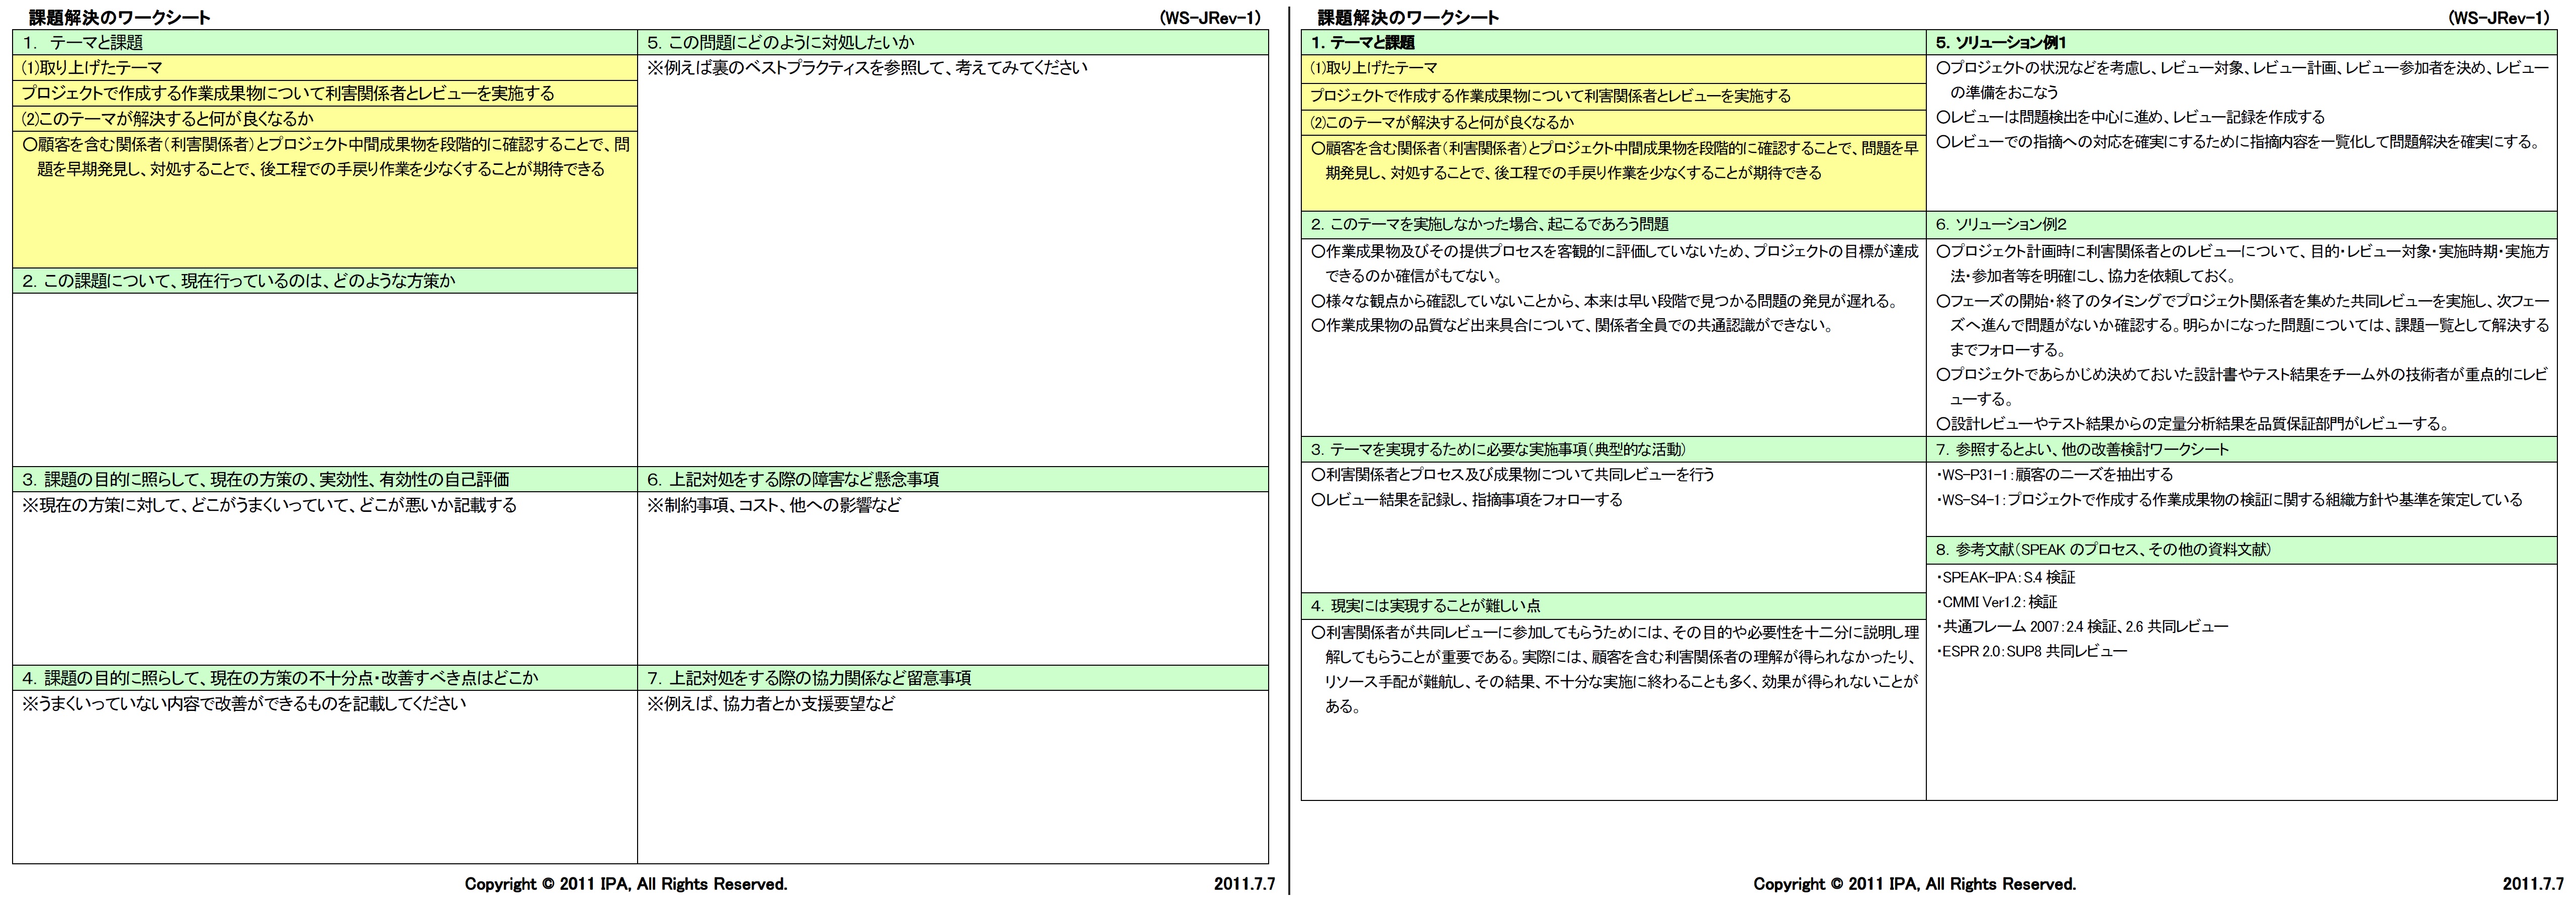 課題解決のワークシート
(WS-JRev-1)
1. テーマと課題
(1)取り上げたテーマ
プロジェクトで作成する作業成果物について利害関係者とレビューを実施する
(2)このテーマが解決すると何が良くなるか
○顧客を含む関係者(利害関係者)とプロジェクト中間成果物を段階的に確認することで、問
題を早期発見し、対処することで、後工程での手戻り作業を少なくすることが期待できる
2. この課題について、現在行っているのは、どのような方策か
3. 課題の目的に照らして、現在の方策の、実効性、有効性の自己評価
※現在の方策に対して、どこがうまくいっていて、どこが悪いか記載する
4. 課題の目的に照らして、現在の方策の不十分点・改善すべき点はどこか
※うまくいっていない内容で改善ができるものを記載してください
5. この問題にどのように対処したいか
※例えば裏のベストプラクティスを参照して、考えてみてください
6. 上記対処をする際の障害など懸念事項
※制約事項、コスト、他への影響など
7. 上記対処をする際の協力関係など留意事項
※例えば、協力者とか支援要望など
Copyright © 2011 IPA, All Rights Reserved.
2011.7.7
課題解決のワークシート
(WS-JRev-1)
1. テーマと課題
(1)取り上げたテーマ
プロジェクトで作成する作業成果物について利害関係者とレビューを実施する
(2)このテーマが解決すると何が良くなるか
○顧客を含む関係者(利害関係者)とプロジェクト中間成果物を段階的に確認することで、問題を早
期発見し、対処することで、後工程での手戻り作業を少なくすることが期待できる
2. このテーマを実施しなかった場合、起こるであろう問題
○作業成果物及びその提供プロセスを客観的に評価していないため、プロジェクトの目標が達成
できるのか確信がもてない。
○様々な観点から確認していないことから、本来は早い段階で見つかる問題の発見が遅れる。
○作業成果物の品質など出来具合について、関係者全員での共通認識ができない。
3. テーマを実現するために必要な実施事項(典型的な活動)
○利害関係者とプロセス及び成果物について共同レビューを行う
○レビュー結果を記録し、指摘事項をフォローする
4. 現実には実現することが難しい点
○利害関係者が共同レビューに参加してもらうためには、その目的や必要性を十二分に説明し理
解してもらうことが重要である。実際には、顧客を含む利害関係者の理解が得られなかったり、
リソース手配が難航し、その結果、不十分な実施に終わることも多く、効果が得られないことが
ある。
5. ソリューション例1
○プロジェクトの状況などを考慮し、レビュー対象、レビュー計画、レビュー参加者を決め、レビュー
の準備をおこなう
○レビューは問題検出を中心に進め、レビュー記録を作成する
○レビューでの指摘への対応を確実にするために指摘内容を一覧化して問題解決を確実にする。
6. ソリューション例2
○プロジェクト計画時に利害関係者とのレビューについて、目的・レビュー対象・実施時期・実施方
法・参加者等を明確にし、協力を依頼しておく。
○フェーズの開始・終了のタイミングでプロジェクト関係者を集めた共同レビューを実施し、次フェー
ズへ進んで問題がないか確認する。明らかになった問題については、課題一覧として解決する
までフォローする。
○プロジェクトであらかじめ決めておいた設計書やテスト結果をチーム外の技術者が重点的にレビ
ューする。
○設計レビューやテスト結果からの定量分析結果を品質保証部門がレビューする。
7. 参照するとよい、他の改善検討ワークシート
・WS-P31-1:顧客のニーズを抽出する
・WS-S4-1:プロジェクトで作成する作業成果物の検証に関する組織方針や基準を策定している
8. 参考文献(SPEAK のプロセス、その他の資料文献)
・SPEAK-IPA:S.4 検証
・CMMI Ver1.2:検証
・共通フレーム 2007:2.4 検証、2.6 共同レビュー
・ESPR 2.0:SUP8 共同レビュー
Copyright © 2011 IPA, All Rights Reserved.
2011.7.7